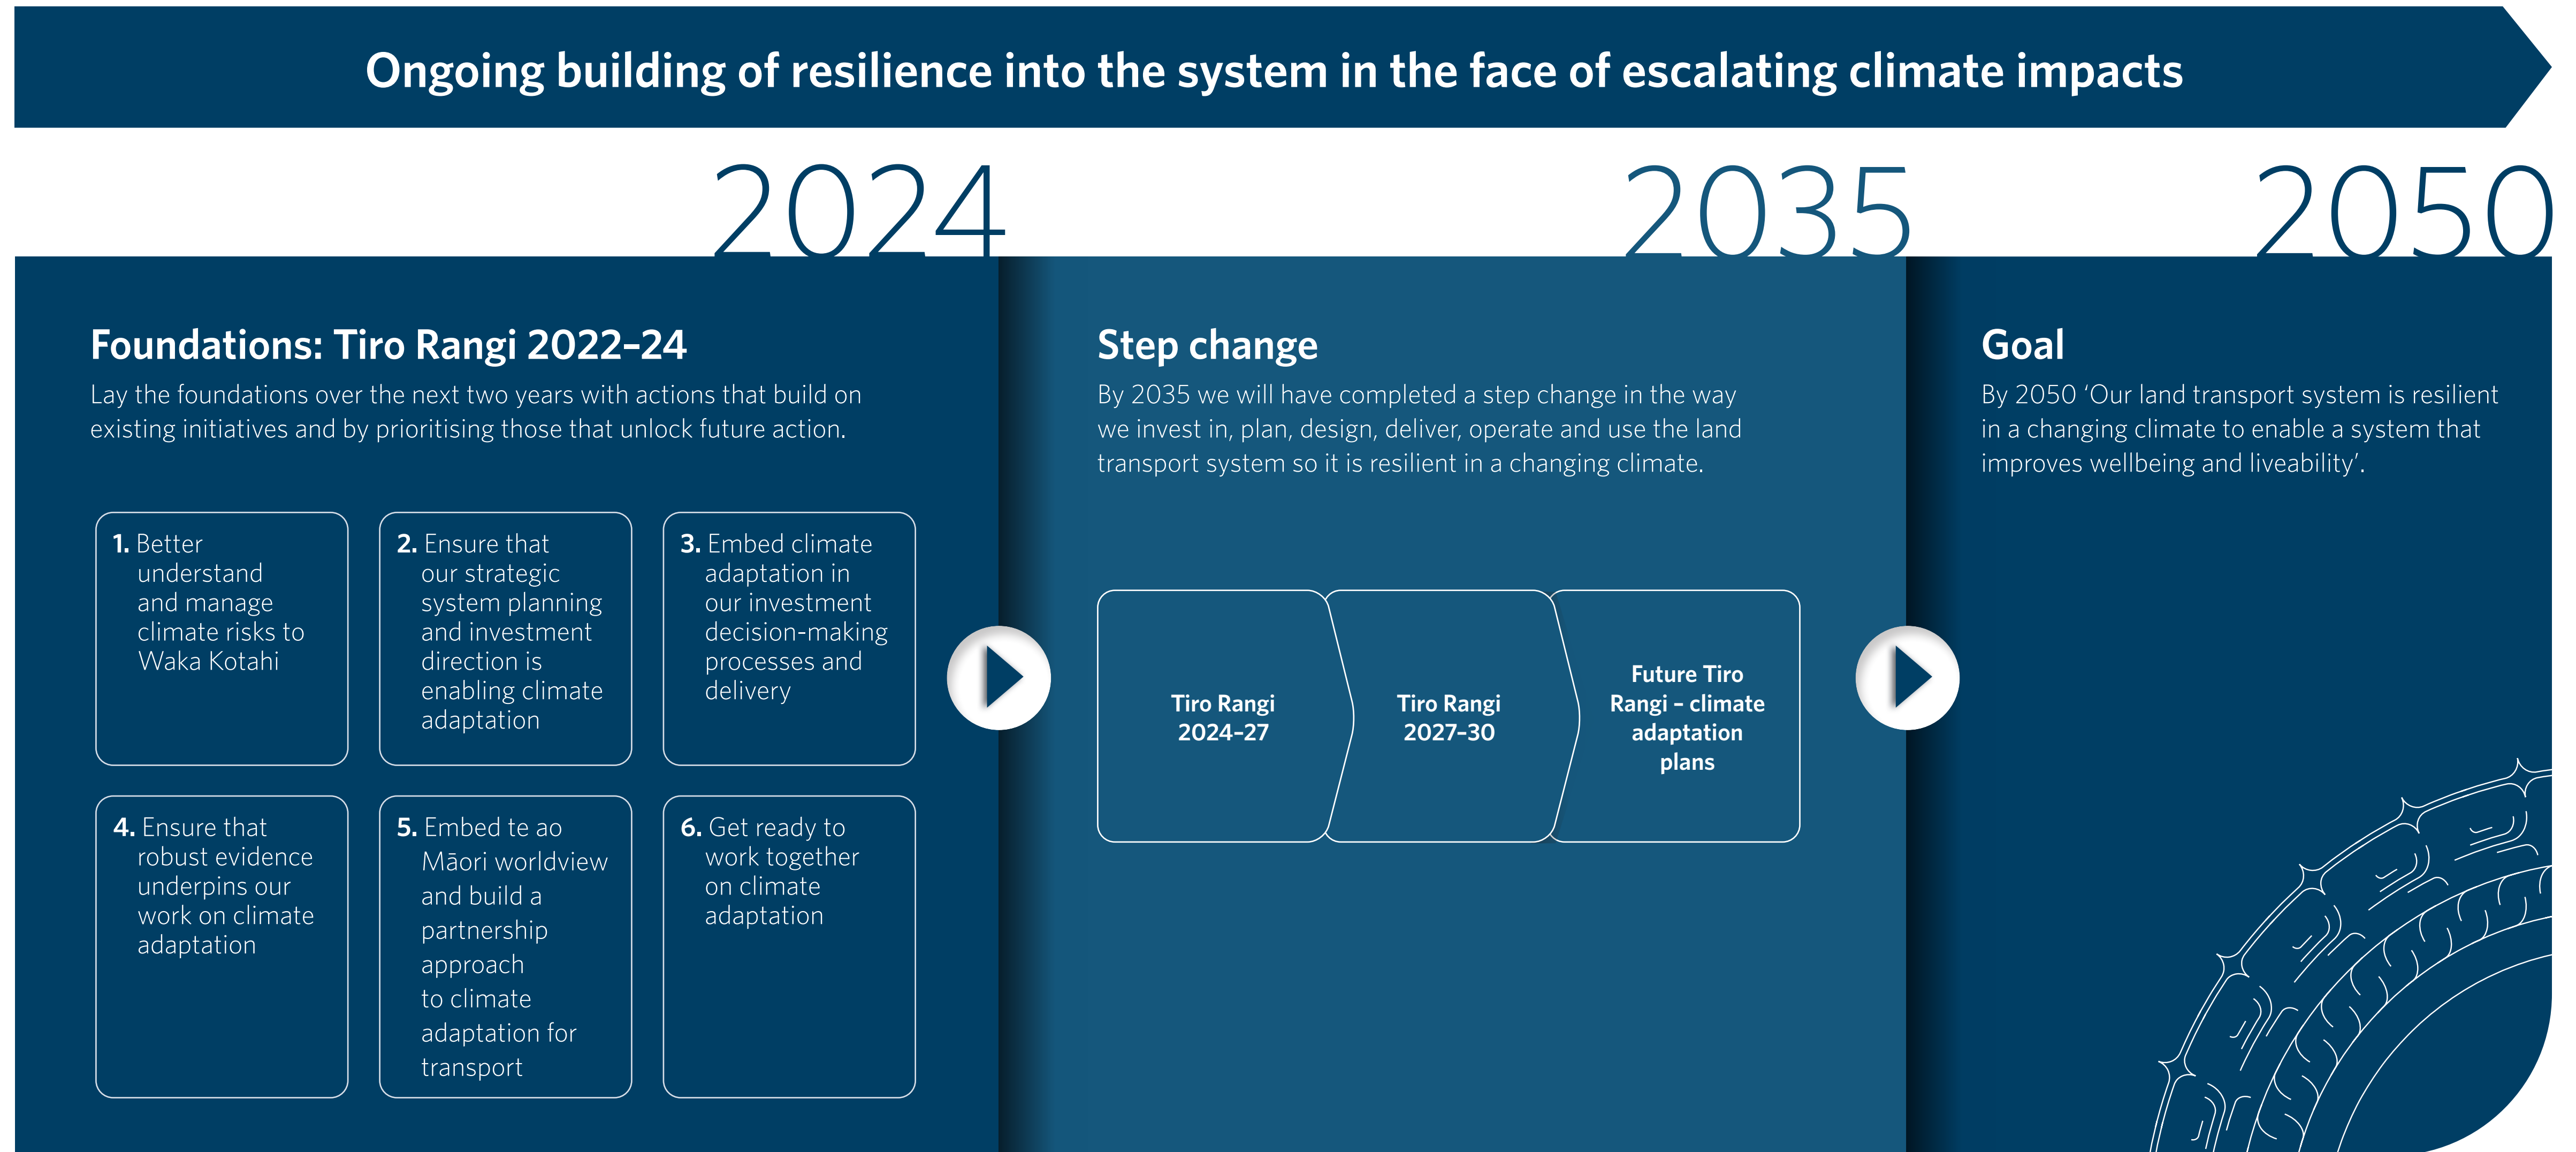 Ongoing building of resilience into the system in the face of escalating climate impacts
2024
2035
2050
Foundations: Tiro Rangi 2022–24
Lay the foundations over the next two years with actions that build on
existing initiatives and by prioritising those that unlock future action.
1. Better
understand
and manage
climate risks to
Waka Kotahi
2. Ensure that
our strategic
system planning
and investment
direction is
enabling climate
adaptation
3. Embed climate
adaptation in
our investment
decision-making
processes and
delivery
4. Ensure that
robust evidence
underpins our
work on climate
adaptation
5. Embed te ao
Māori worldview
and build a
partnership
approach
to climate
adaptation for
transport
6. Get ready to
work together
on climate
adaptation
Step change
By 2035 we will have completed a step change in the way
we invest in, plan, design, deliver, operate and use the land
transport system so it is resilient in a changing climate.
Tiro Rangi
2024–27
Tiro Rangi
2027–30
Future Tiro
Rangi – climate
adaptation
plans
Goal
By 2050 ‘Our land transport system is resilient
in a changing climate to enable a system that
improves wellbeing and liveability’.